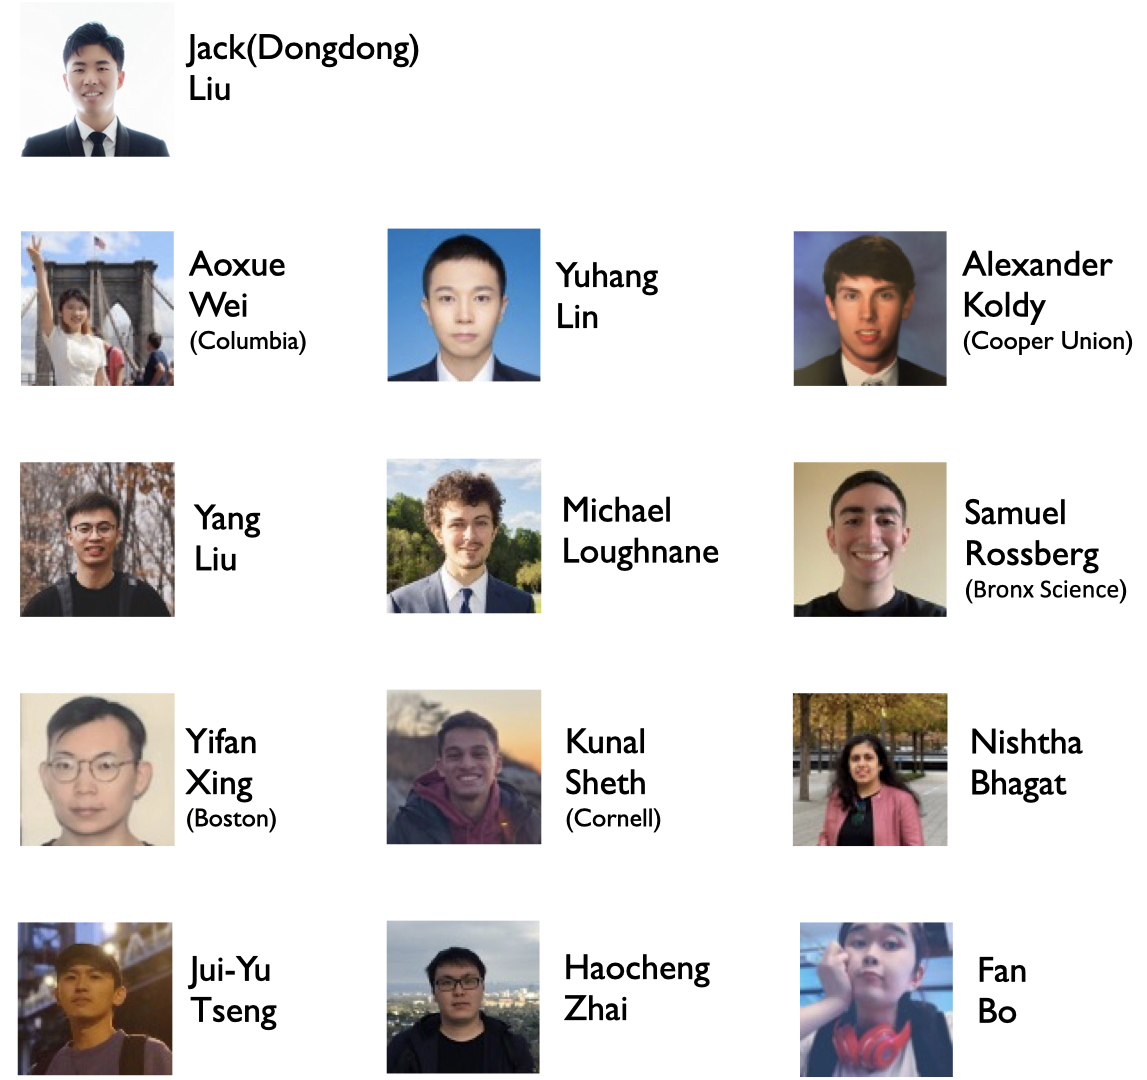 Jack(Dongdong)
Liu
Aoxue
Wei
(Columbia)
Yuhang
Lin
Alexander
Koldy
(Cooper Union)
Yang
Liu
Michael
Loughnane
Samuel
Rossberg
(Bronx Science)
Yifan
Xing
(Boston)
Kunal
Sheth
(Cornell)
Nishtha
Bhagat
Jui-Yu
Tseng
Haocheng
Zhai
Fan
Bo